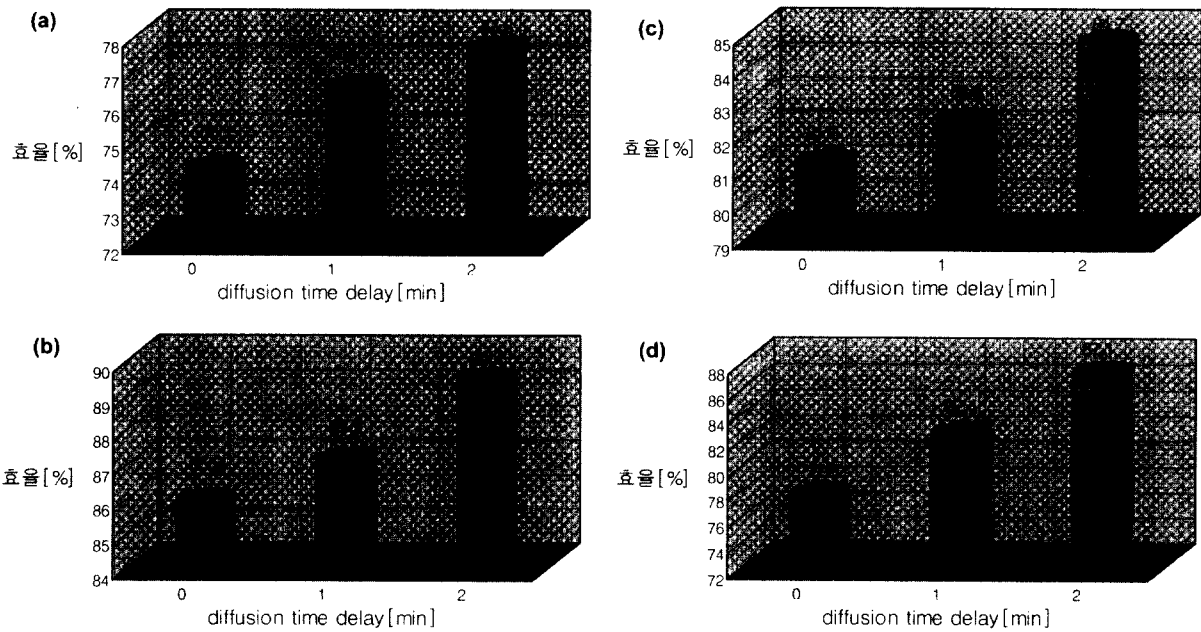 (a)
78
77
76
75
74
73
72
효율[%]
0 1 2
diffusion time delay[min]
(c)
85
84
83
82
81
80
79
효율[%]
0 1 2
diffusion time delay[min]
(b)
90
89
88
87
86
85
84
효율[%]
0 1 2
diffusion time delay[min]
(d)
88
86
84
82
80
78
76
74
72
효율[%]
0 1 2
diffusion time delay[min]